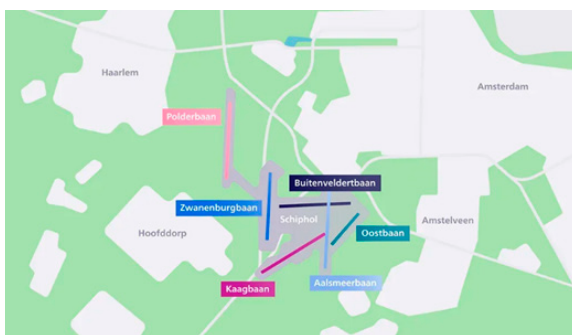 Haarlem
Amsterdam
Polderbaan
Buitenveldertbaan
Zwanenburgbaan
Schiphol
Amstelveen
Hoofddorp
Oostbaan
Kaagbaan
Aalsmeerbaan